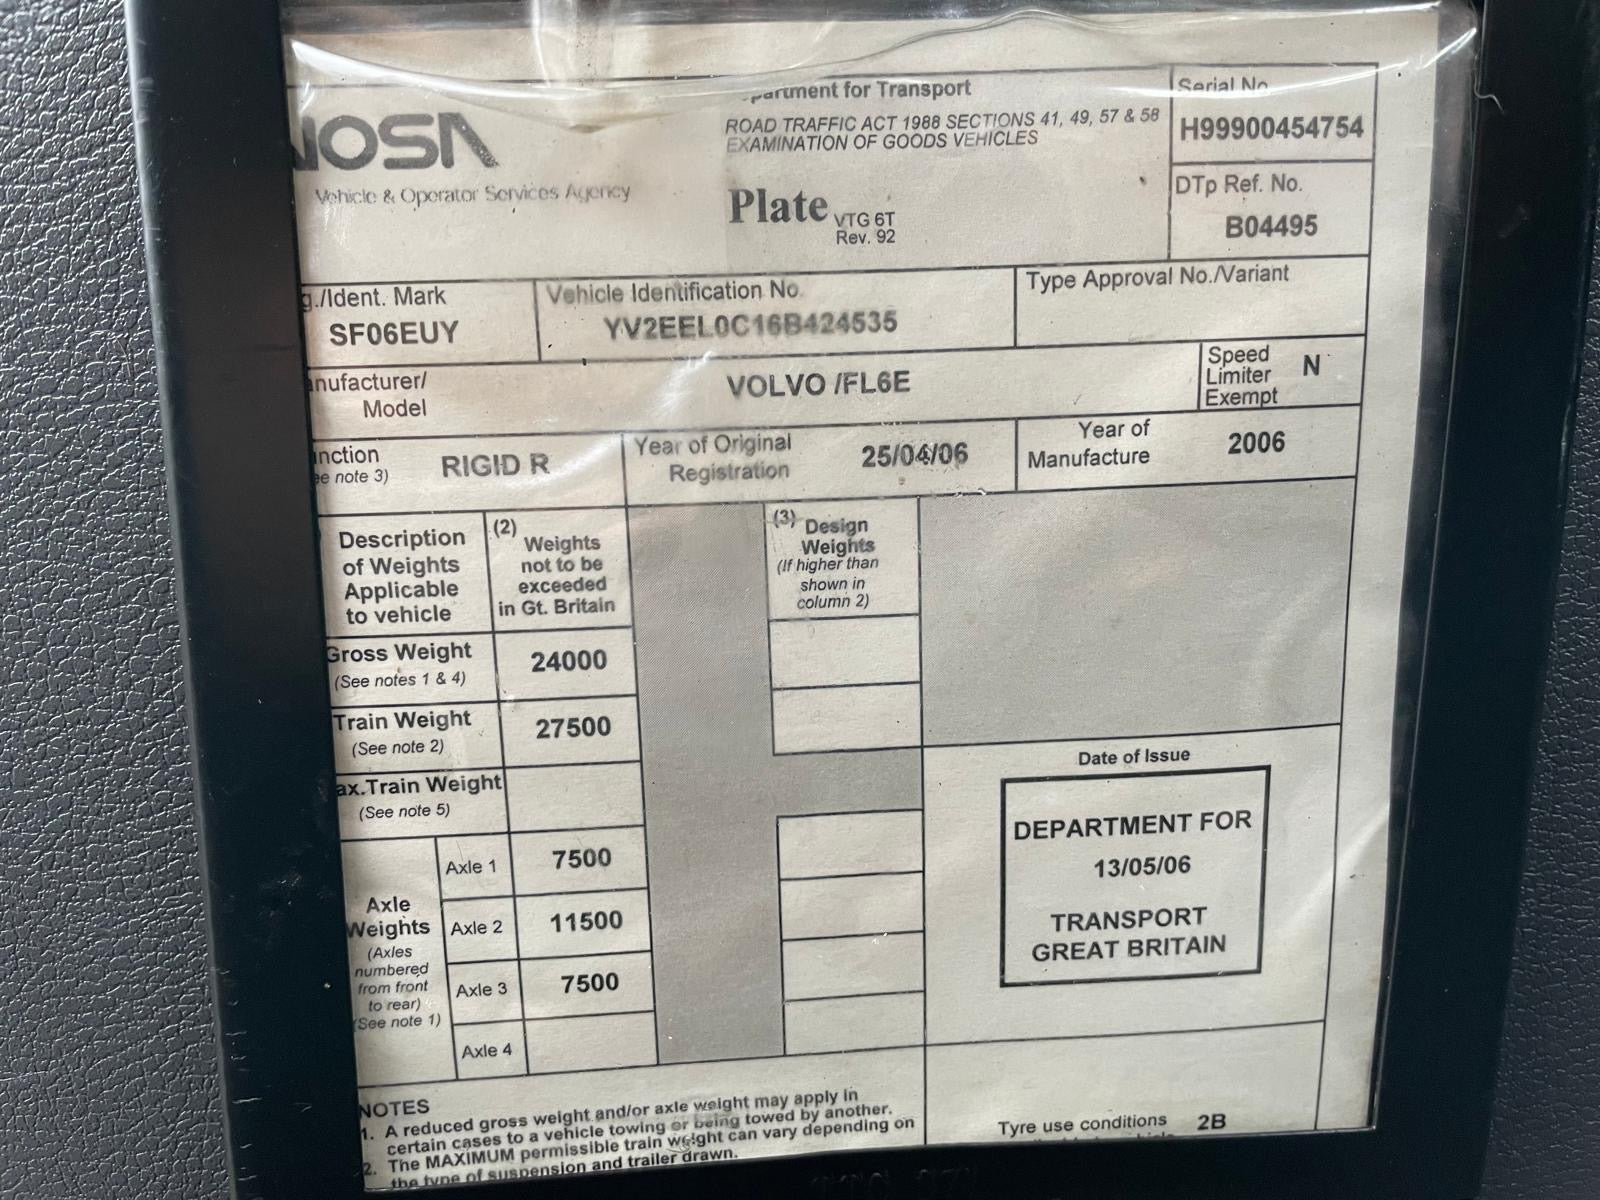 VOSA
Vehicle & Operator Services Agency
partment for Transport
ROAD TRAFFIC ACT 1988 SECTIONS 41, 49, 57 & 58
EXAMINATION OF GOODS VEHICLES
Plate VTG 6T
Rev. 92
Serial No
H99900454754
DTp Ref. No.
B04495
g./Ident. Mark
SF06EUY
Vehicle Identification No.
YV2EEL0C16B424535
Type Approval No./Variant
anufacturer/
Model
VOLVO /FL6E
Speed
Limiter
Exempt
N
unction
ee note 3)
RIGID R
Year of Original
Registration
25/04/06
Year of
Manufacture
2006
Description
of Weights
Applicable
to vehicle
(2)
Weights
not to be
exceeded
in Gt. Britain
(3) Design
Weights
(If higher than
shown in
column 2)
Gross Weight
(See notes 1 & 4)
24000
Train Weight
(See note 2)
27500
ax.Train Weight
(See note 5)
Axle
Weights
(Axles
numbered
from front
to rear)
(See note 1)
Axle 1
7500
Axle 2
11500
Axle 3
7500
Axle 4
Date of Issue
DEPARTMENT FOR
13/05/06
TRANSPORT
GREAT BRITAIN
NOTES
1. A reduced gross weight and/or axle weight may apply in
certain cases to a vehicle towing or being towed by another.
2. The MAXIMUM permissible train weight can vary depending on
the type of suspension and trailer drawn.
Tyre use conditions 2B